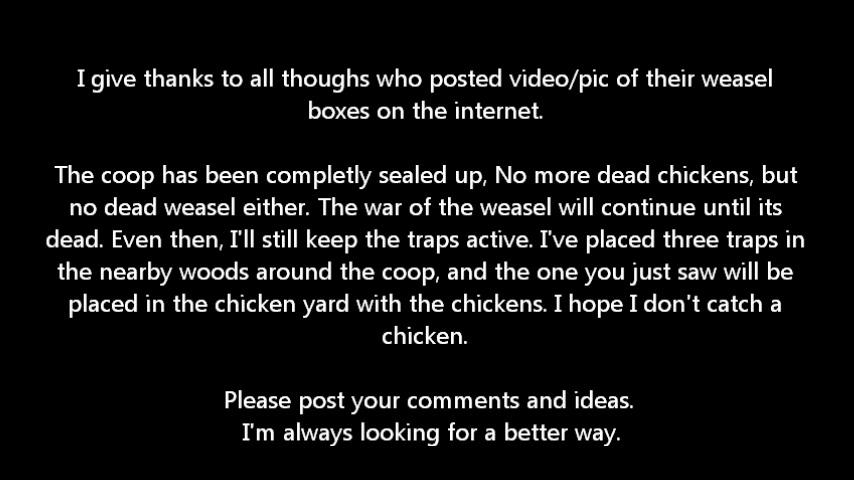 I give thanks to all thoughs who posted video/pic of their weasel
boxes on the internet.
The coop has been completly sealed up, No more dead chickens, but
no dead weasel either. The war of the weasel will continue until its
dead. Even then, I'll still keep the traps active. I've placed three traps in
the nearby woods around the coop, and the one you just saw will be
placed in the chicken yard with the chickens. I hope I don't catch a
chicken.
Please post your comments and ideas.
I'm always looking for a better way.